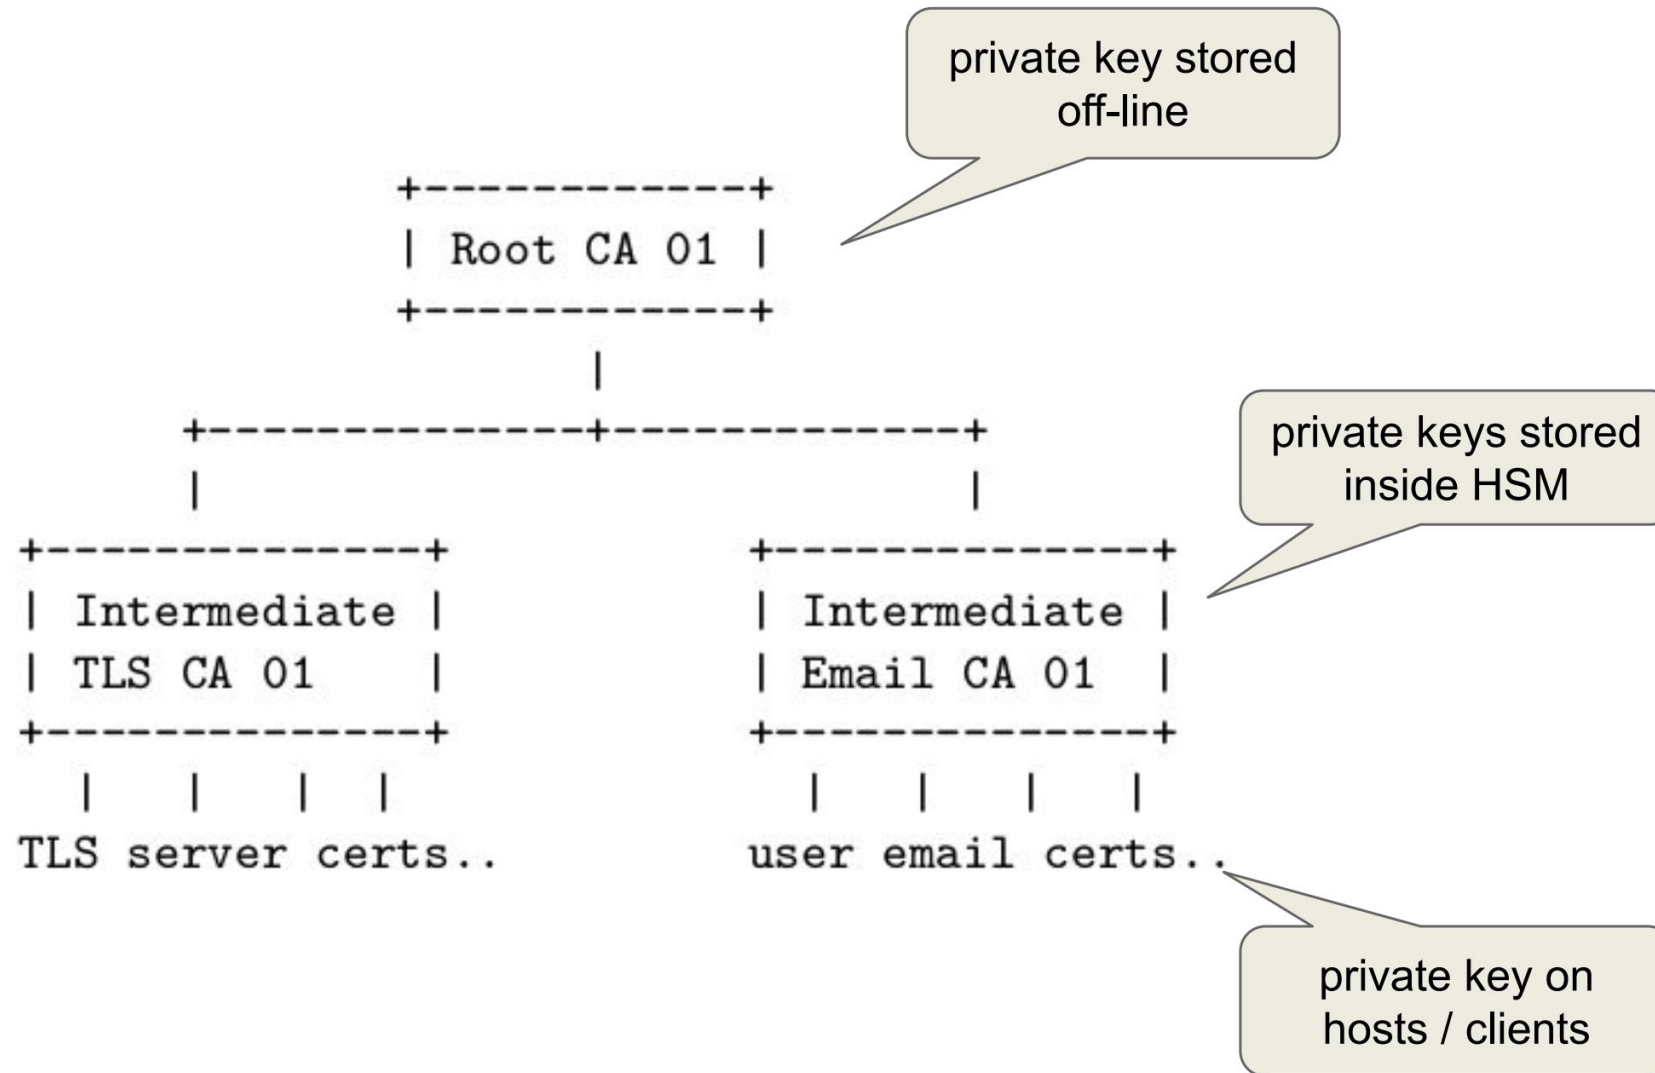 private key stored
off-line
+------------+
| Root CA 01 |
+------------+
|
+--------------+-------------+
| |
private keys stored
inside HSM
+---------------+ +---------------+
| Intermediate | | Intermediate |
| TLS CA 01 | | Email CA 01 |
+---------------+ +---------------+
| | | | | | | |
TLS server certs.. user email certs..
private key on
hosts / clients